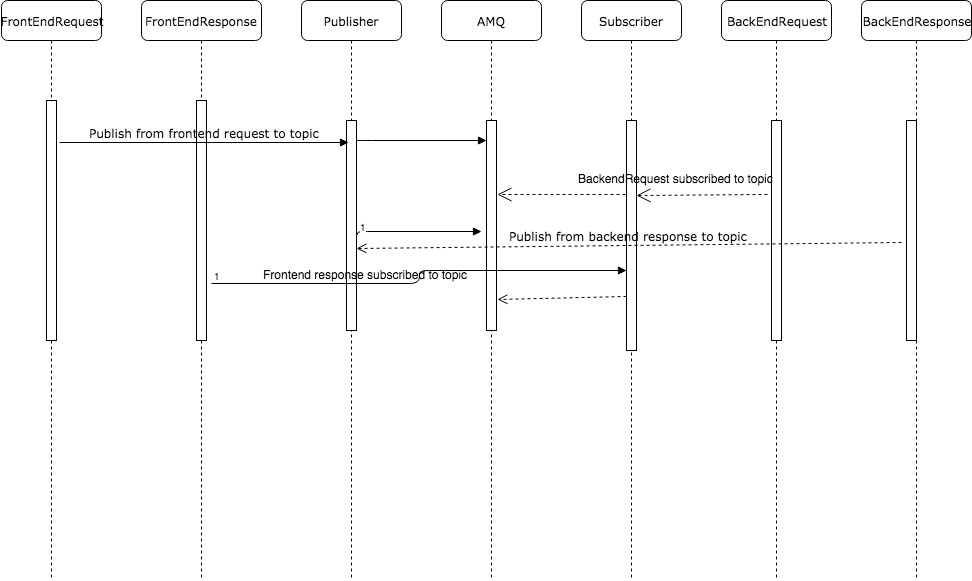 FrontEndRequest
FrontEndResponse
Publisher
AMQ
Subscriber
BackEndRequest
BackEndResponse
Publish from frontend request to topic
BackendRequest subscribed to topic
1
Publish from backend response to topic
1
Frontend response subscribed to topic